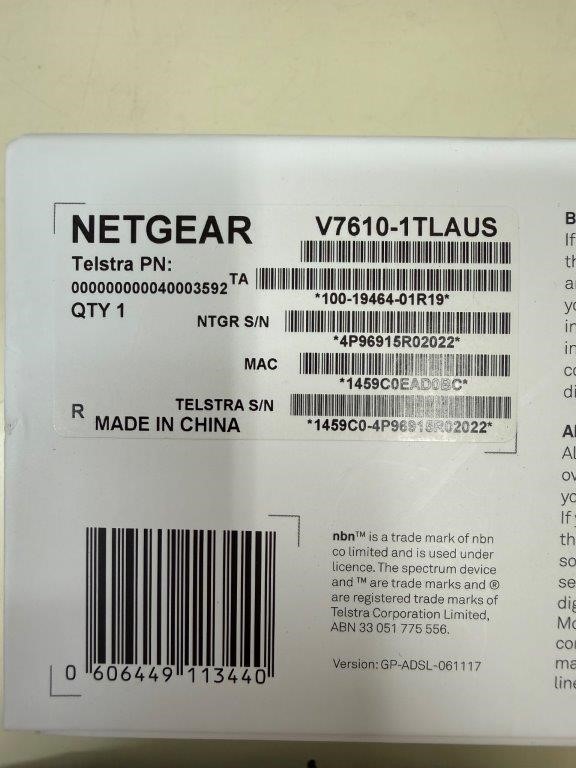 NETGEAR
V7610-1TLAUS
Telstra PN:
000000000040003592
TA
*100-19464-01R19*
QTY 1
NTGR S/N
*4P96915R02022*
MAC
*1459C0EAD0BC*
R
TELSTRA S/N
*1459C0-4P96915R02022*
MADE IN CHINA
nbn™ is a trade mark of nbn
co limited and is used under
licence. The spectrum device
and ™ are trade marks and ®
are registered trade marks of
Telstra Corporation Limited,
ABN 33 051 775 556.
Version: GP-ADSL-061117
0 606449 113440
If